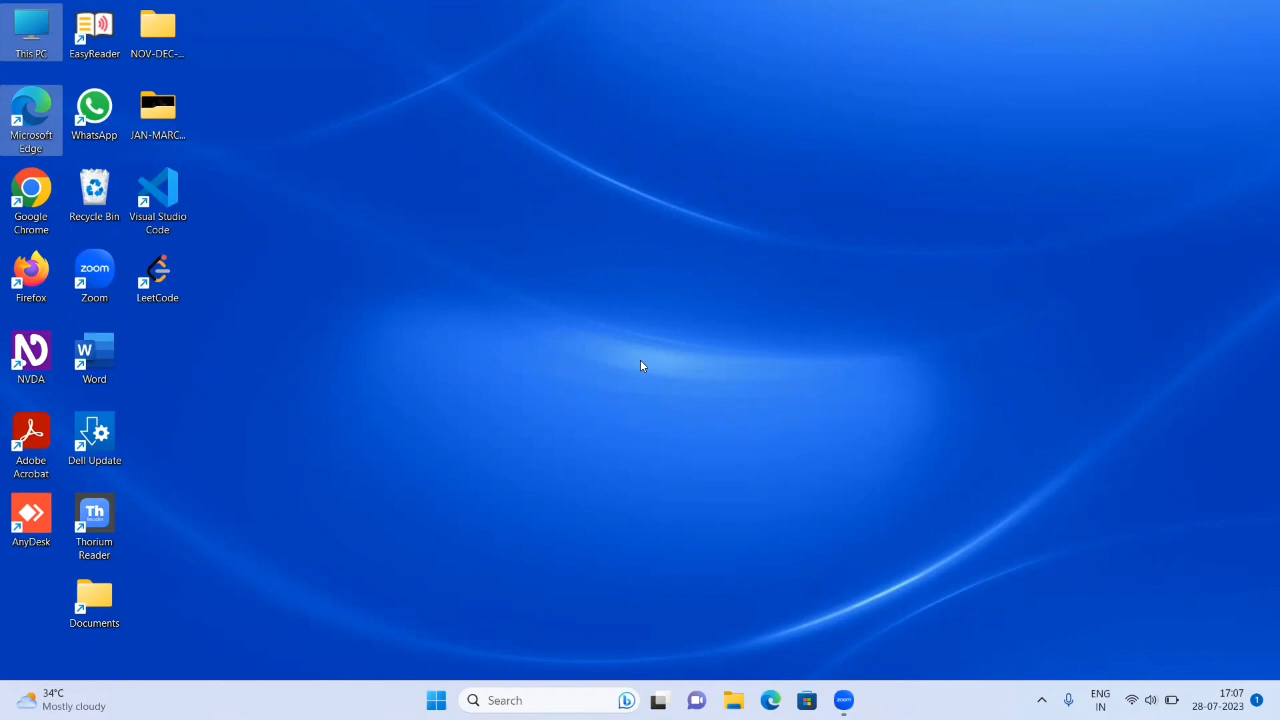 This PC
EasyReader
NOV-DEC-...
Microsoft
Edge
WhatsApp
JAN-MARC...
Google
Chrome
Recycle Bin
Visual Studio
Code
Firefox
zoom
Zoom
LeetCode
NVDA
W
Word
Adobe
Acrobat
Dell Update
AnyDesk
Th
Reader
Thorium
Reader
Documents
34°C
Mostly cloudy
Search
zoom
ENG
IN
17:07
28-07-2023
1